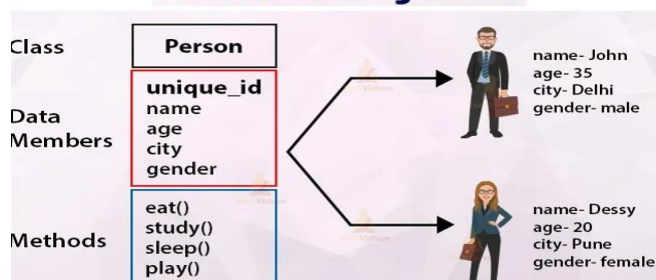 Class
Person
Data
Members
unique_id
name
age
city
gender
Methods
eat()
study()
sleep()
play()
name- John
age- 35
city- Delhi
gender- male
name- Dessy
age- 20
city- Pune
gender- female